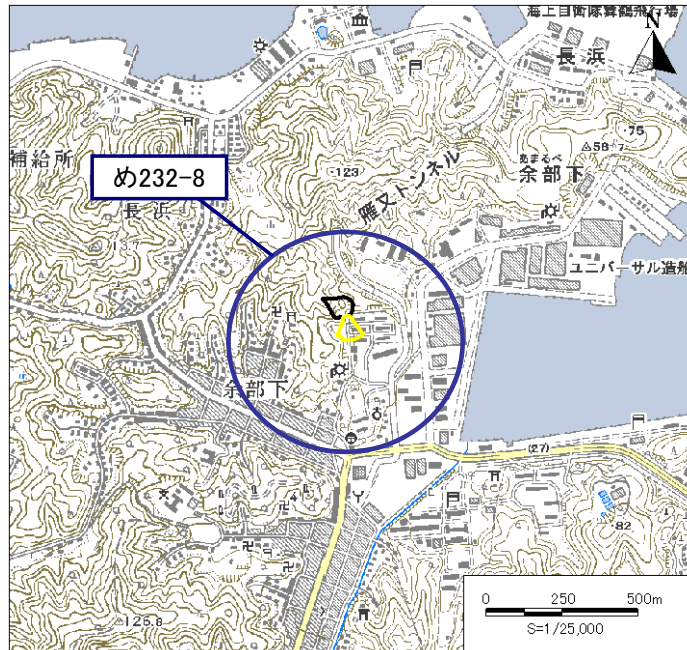 海上自衛隊舞鶴飛行場
N
長浜
補給所
め232-8
長浜
・123
雁又トンネル
・75
58・7
あまるべ
余部下
ユニバーサル造船
余部下
(27)
・82
125.8
0 250 500m
S=1/25,000